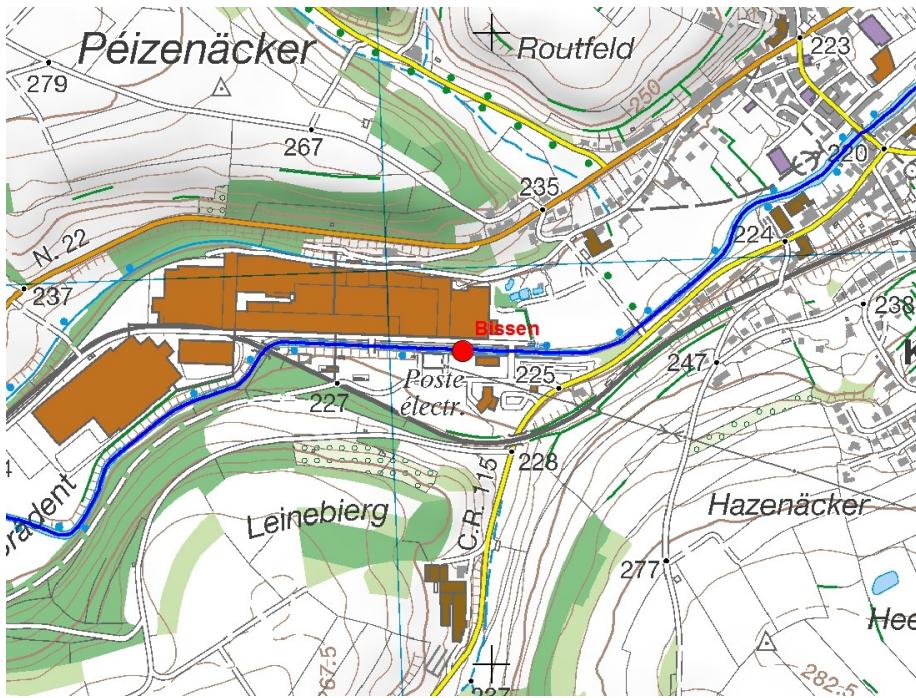 Péizenäcker
Routfeld
223
279
250
267
220
235
224
N. 22
237
238
Bissen
247
225
Poste
électr.
227
228
C.R. 115
Leinebierg
Hazenäcker
277
267.5
282.5